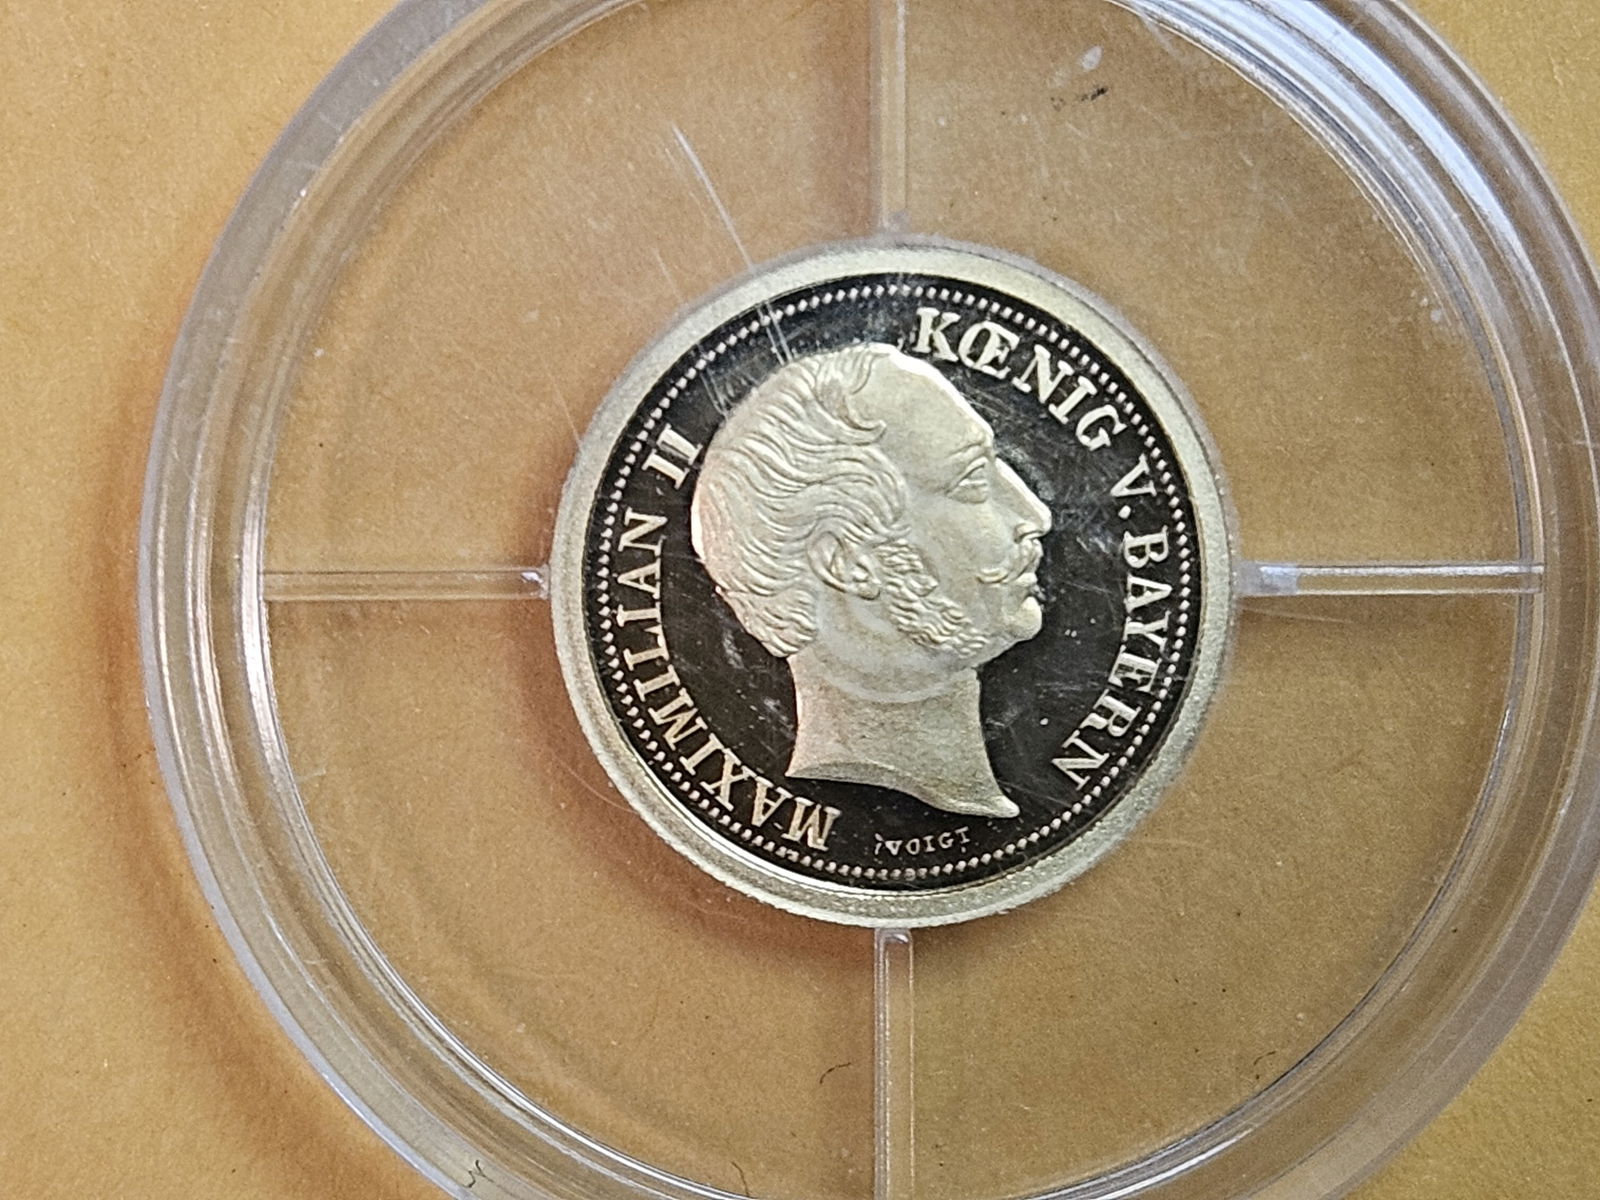 MAXIMILIAN II KŒNIG V. BAYERN
VOIGT